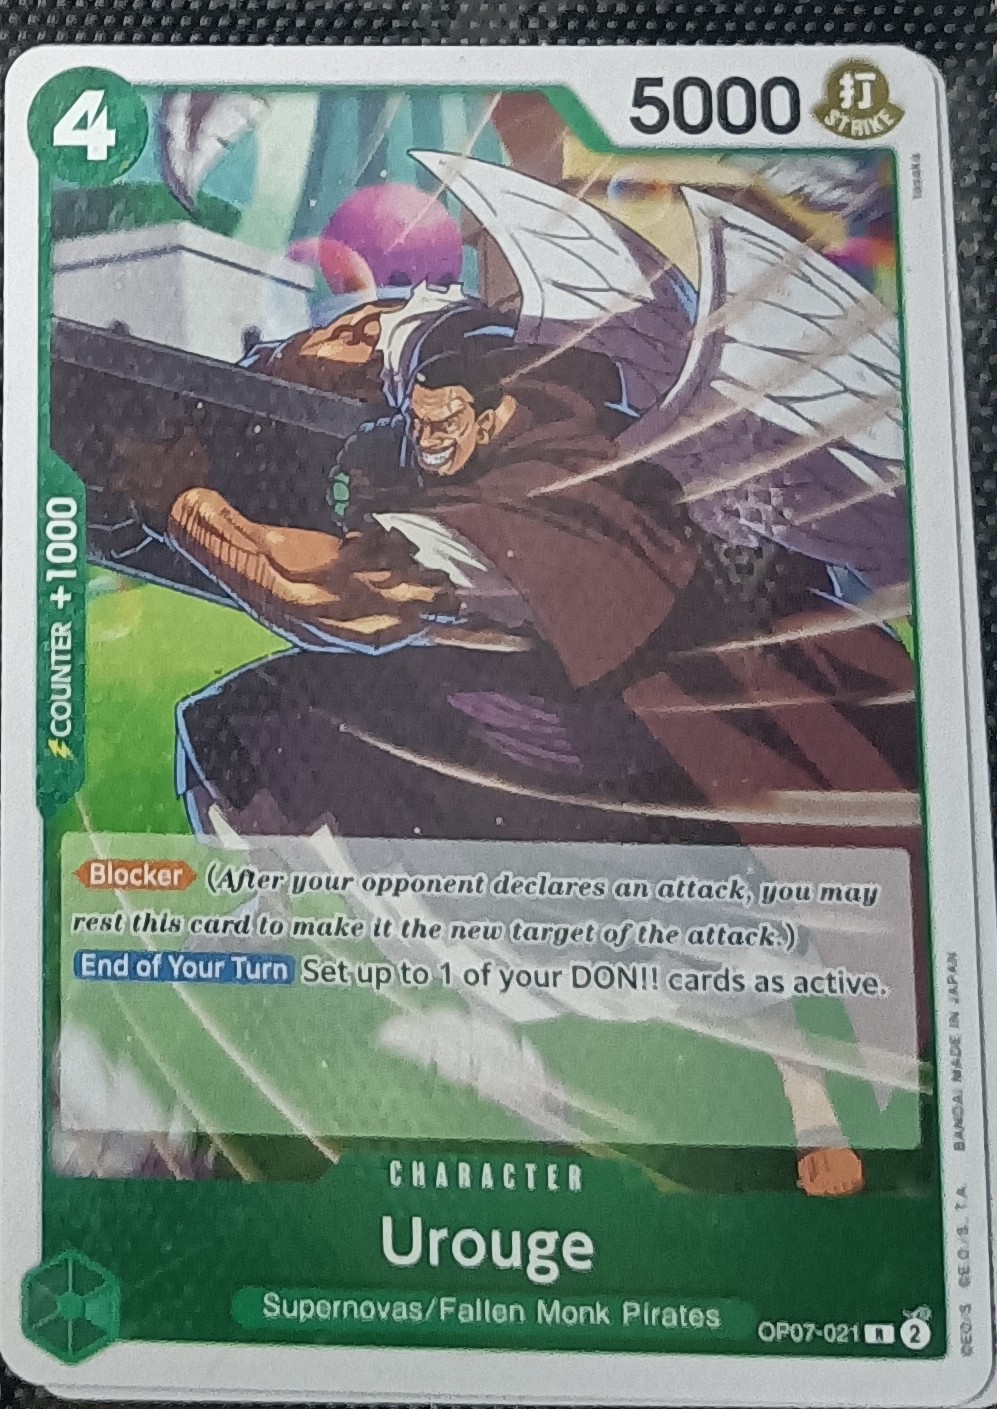 4
5000
打
STRIKE
tasaka
COUNTER +1000
Blocker (After your opponent declares an attack, you may
rest this card to make it the new target of the attack.)
End of Your Turn Set up to 1 of your DON!! cards as active.
CHARACTER
Urouge
Supernovas/Fallen Monk Pirates
OP07-021 R 2
©E.O/S. ©E.O/S., T.A. BANDAI MADE IN JAPAN